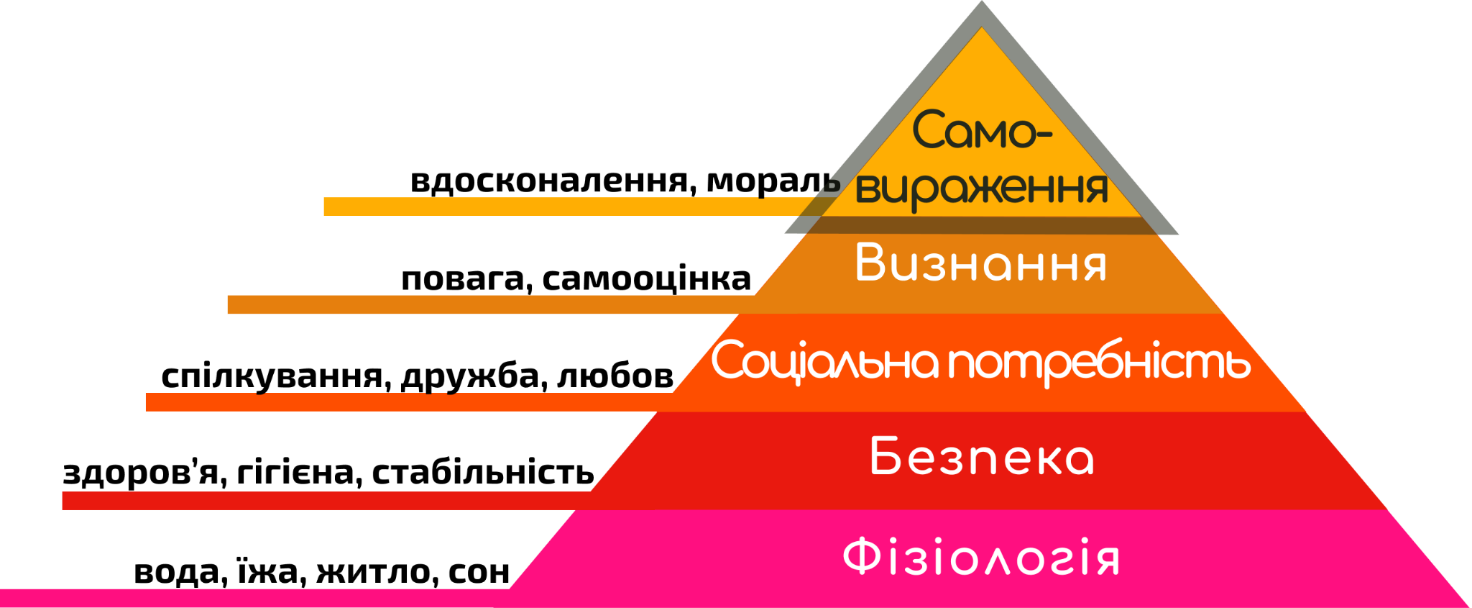 Само-
вираження
вдосконалення, мораль
Визнання
повага, самооцінка
Соціальна потребність
спілкування, дружба, любов
Безпека
здоров’я, гігієна, стабільність
Фізіологія
вода, їжа, житло, сон